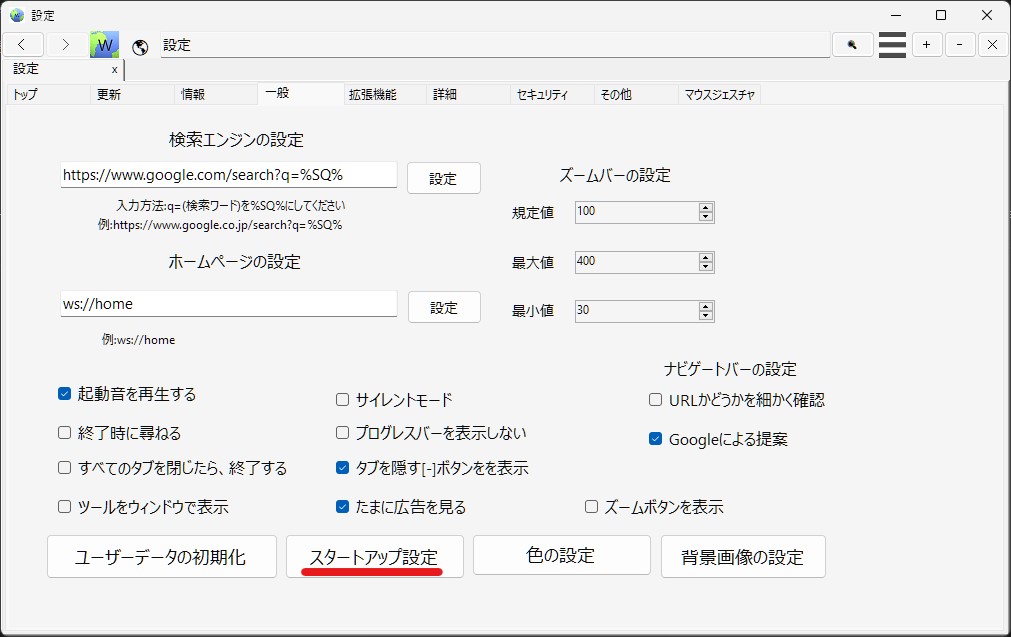 設定
W
設定
+
-
設定
x
トップ
更新
情報
一般
拡張機能
詳細
セキュリティ
その他
マウスジェスチャ
検索エンジンの設定
https://www.google.com/search?q=%SQ%
設定
入力方法:q=(検索ワード)を%SQ%にしてください
例:https://www.google.co.jp/search?q=%SQ%
ホームページの設定
ws://home
設定
例:ws://home
ズームバーの設定
規定値
100
最大値
400
最小値
30
ナビゲートバーの設定
URLかどうかを細かく確認
Googleによる提案
起動音を再生する
サイレントモード
終了時に尋ねる
プログレスバーを表示しない
すべてのタブを閉じたら、終了する
タブを隠す[-]ボタンをを表示
ツールをウィンドウで表示
たまに広告を見る
ズームボタンを表示
ユーザーデータの初期化
スタートアップ設定
色の設定
背景画像の設定